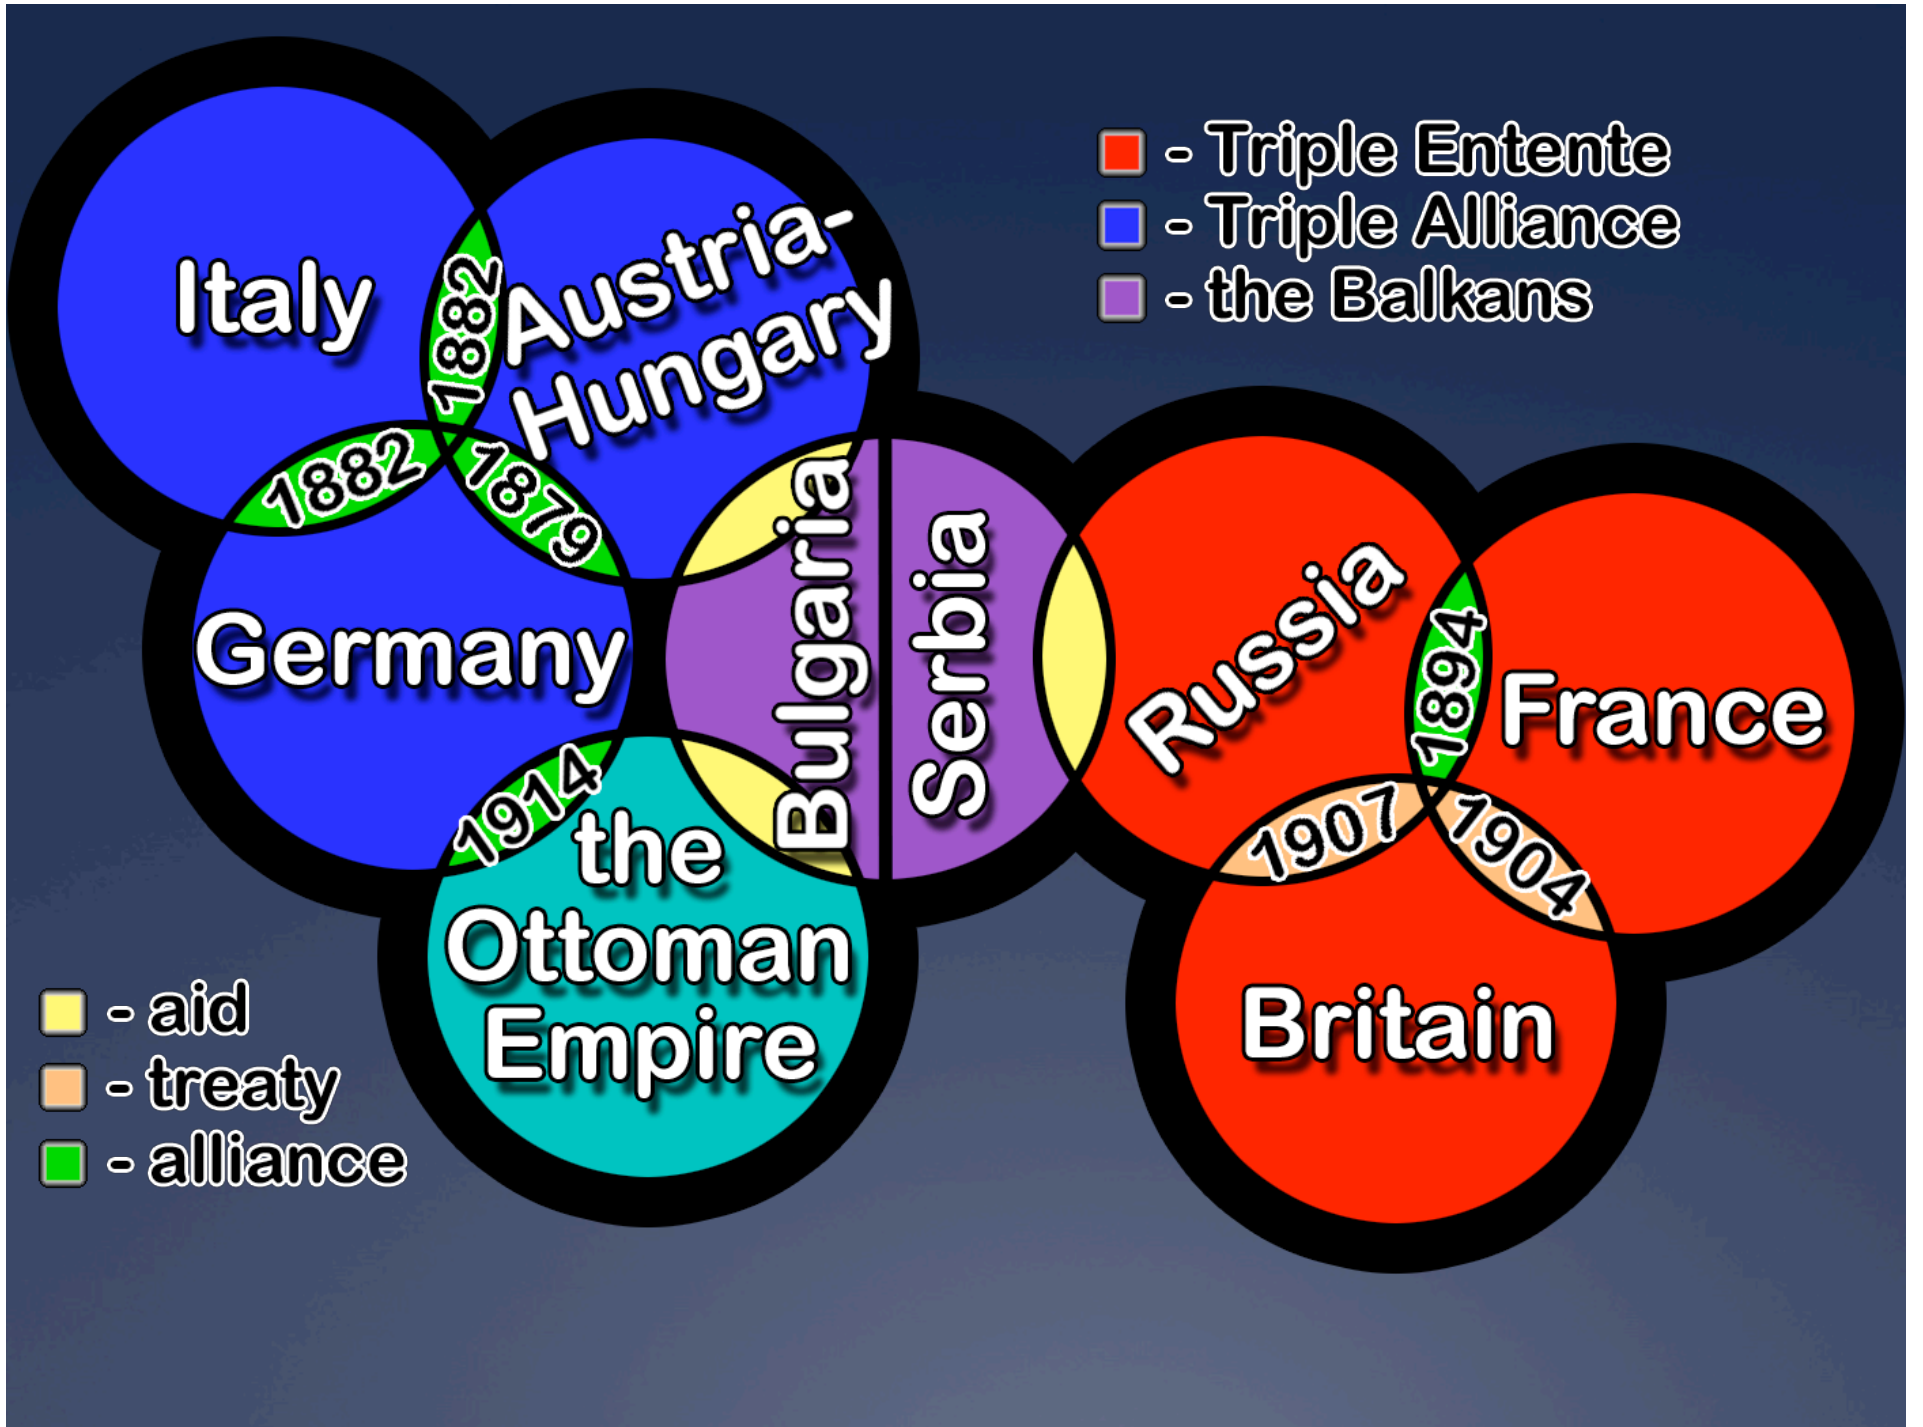 - Triple Entente
- Triple Alliance
- the Balkans
Italy
1882
Austria-
Hungary
1882
1879
Germany
Bulgaria
Serbia
Russia
1894
France
1914
the
Ottoman
Empire
1907
1904
Britain
- aid
- treaty
- alliance